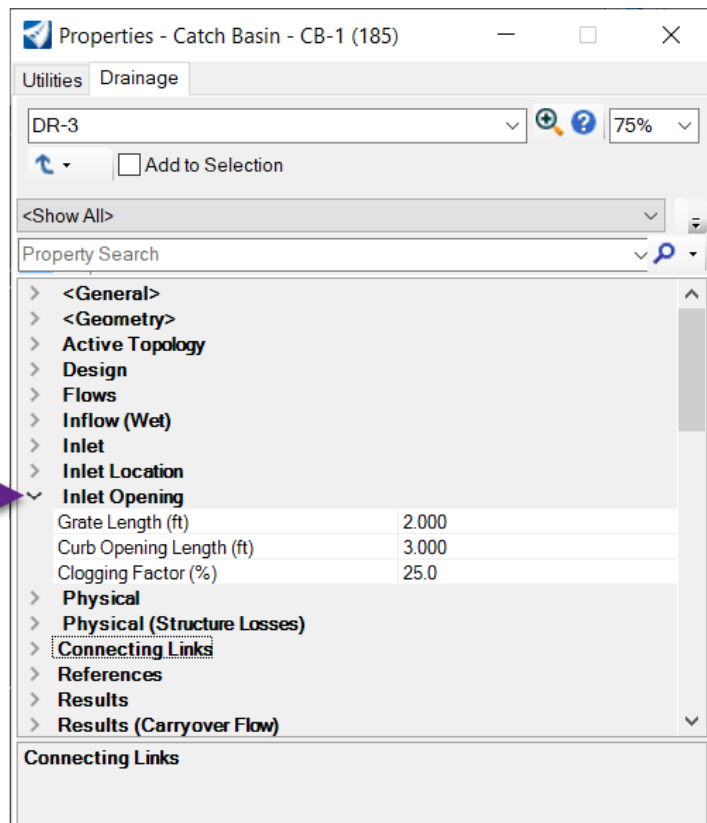 Properties - Catch Basin - CB-1 (185)
Utilities Drainage
DR-3 75%
Add to Selection
<Show All>
Property Search
<General>
<Geometry>
Active Topology
Design
Flows
Inflow (Wet)
Inlet
Inlet Location
Inlet Opening
Grate Length (ft) 2.000
Curb Opening Length (ft) 3.000
Clogging Factor (%) 25.0
Physical
Physical (Structure Losses)
Connecting Links
References
Results
Results (Carryover Flow)
Connecting Links